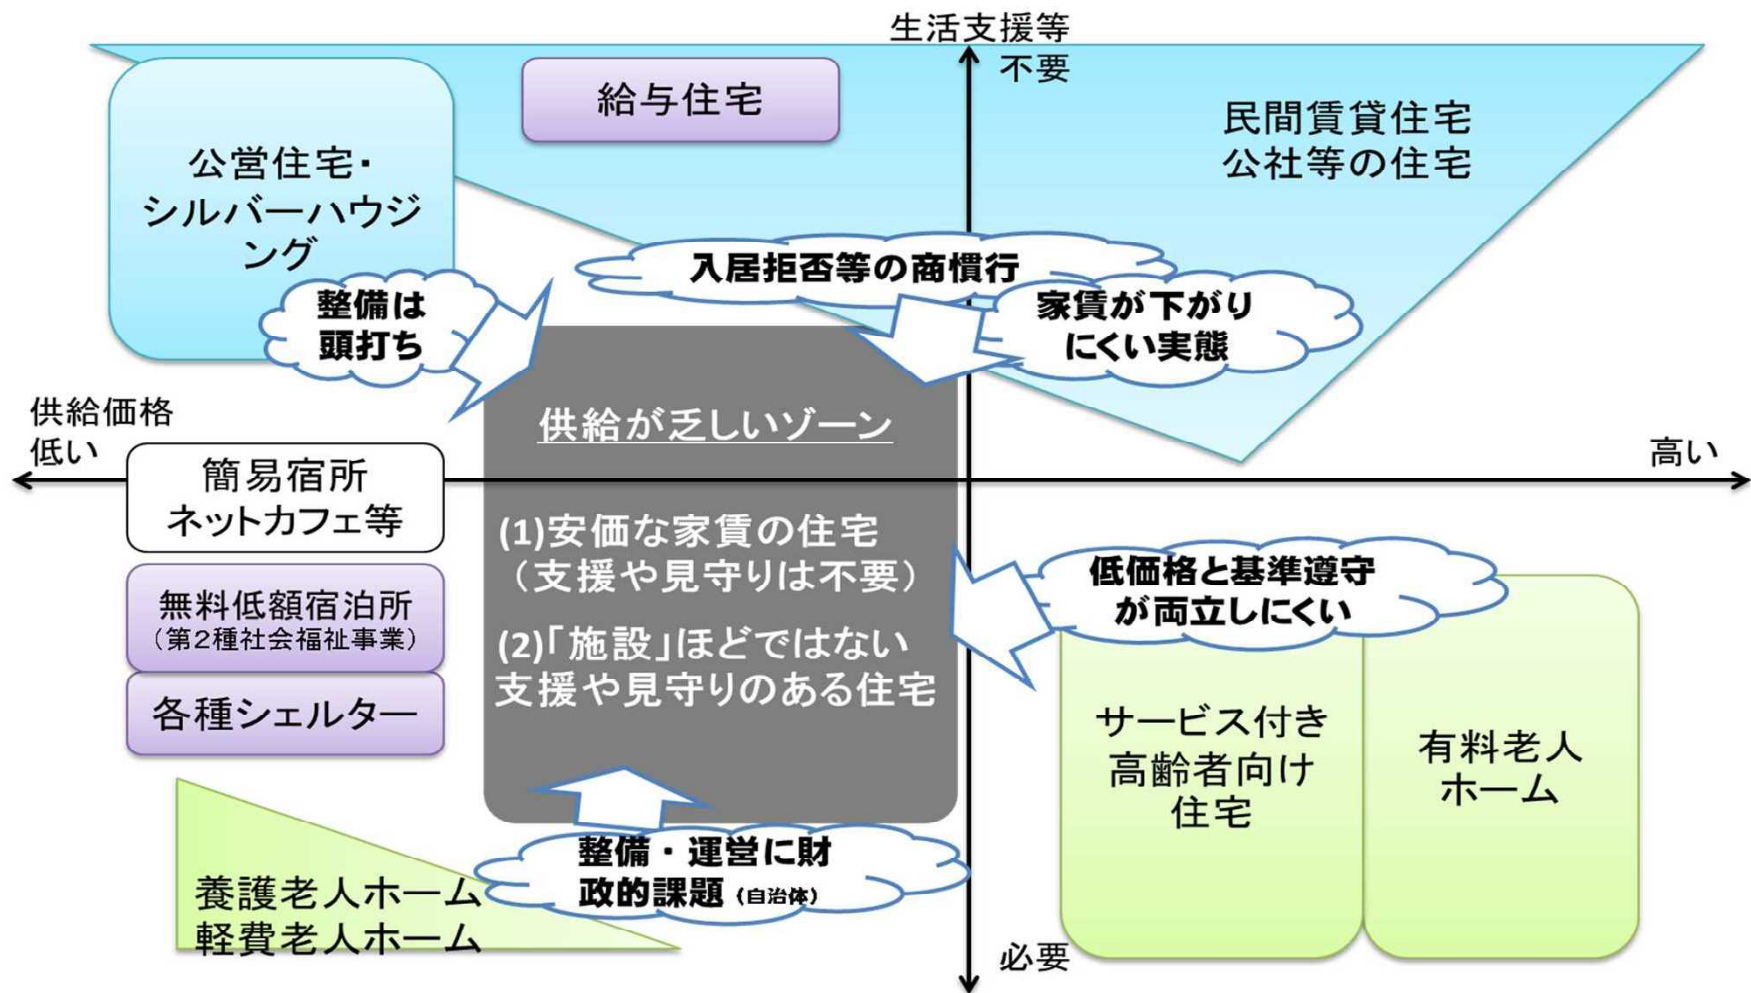 生活支援等
不要
給与住宅
民間賃貸住宅
公社等の住宅
公営住宅・
シルバーハウジ
ング
入居拒否等の商慣行
整備は
頭打ち
家賃が下がり
にくい実態
供給価格
低い
高い
供給が乏しいゾーン
簡易宿所
ネットカフェ等
(1)安価な家賃の住宅
（支援や見守りは不要）
(2)「施設」ほどではない
支援や見守りのある住宅
低価格と基準遵守
が両立しにくい
無料低額宿泊所
（第2種社会福祉事業）
各種シェルター
サービス付き
高齢者向け
住宅
有料老人
ホーム
整備・運営に財
政的課題（自治体）
養護老人ホーム
軽費老人ホーム
必要